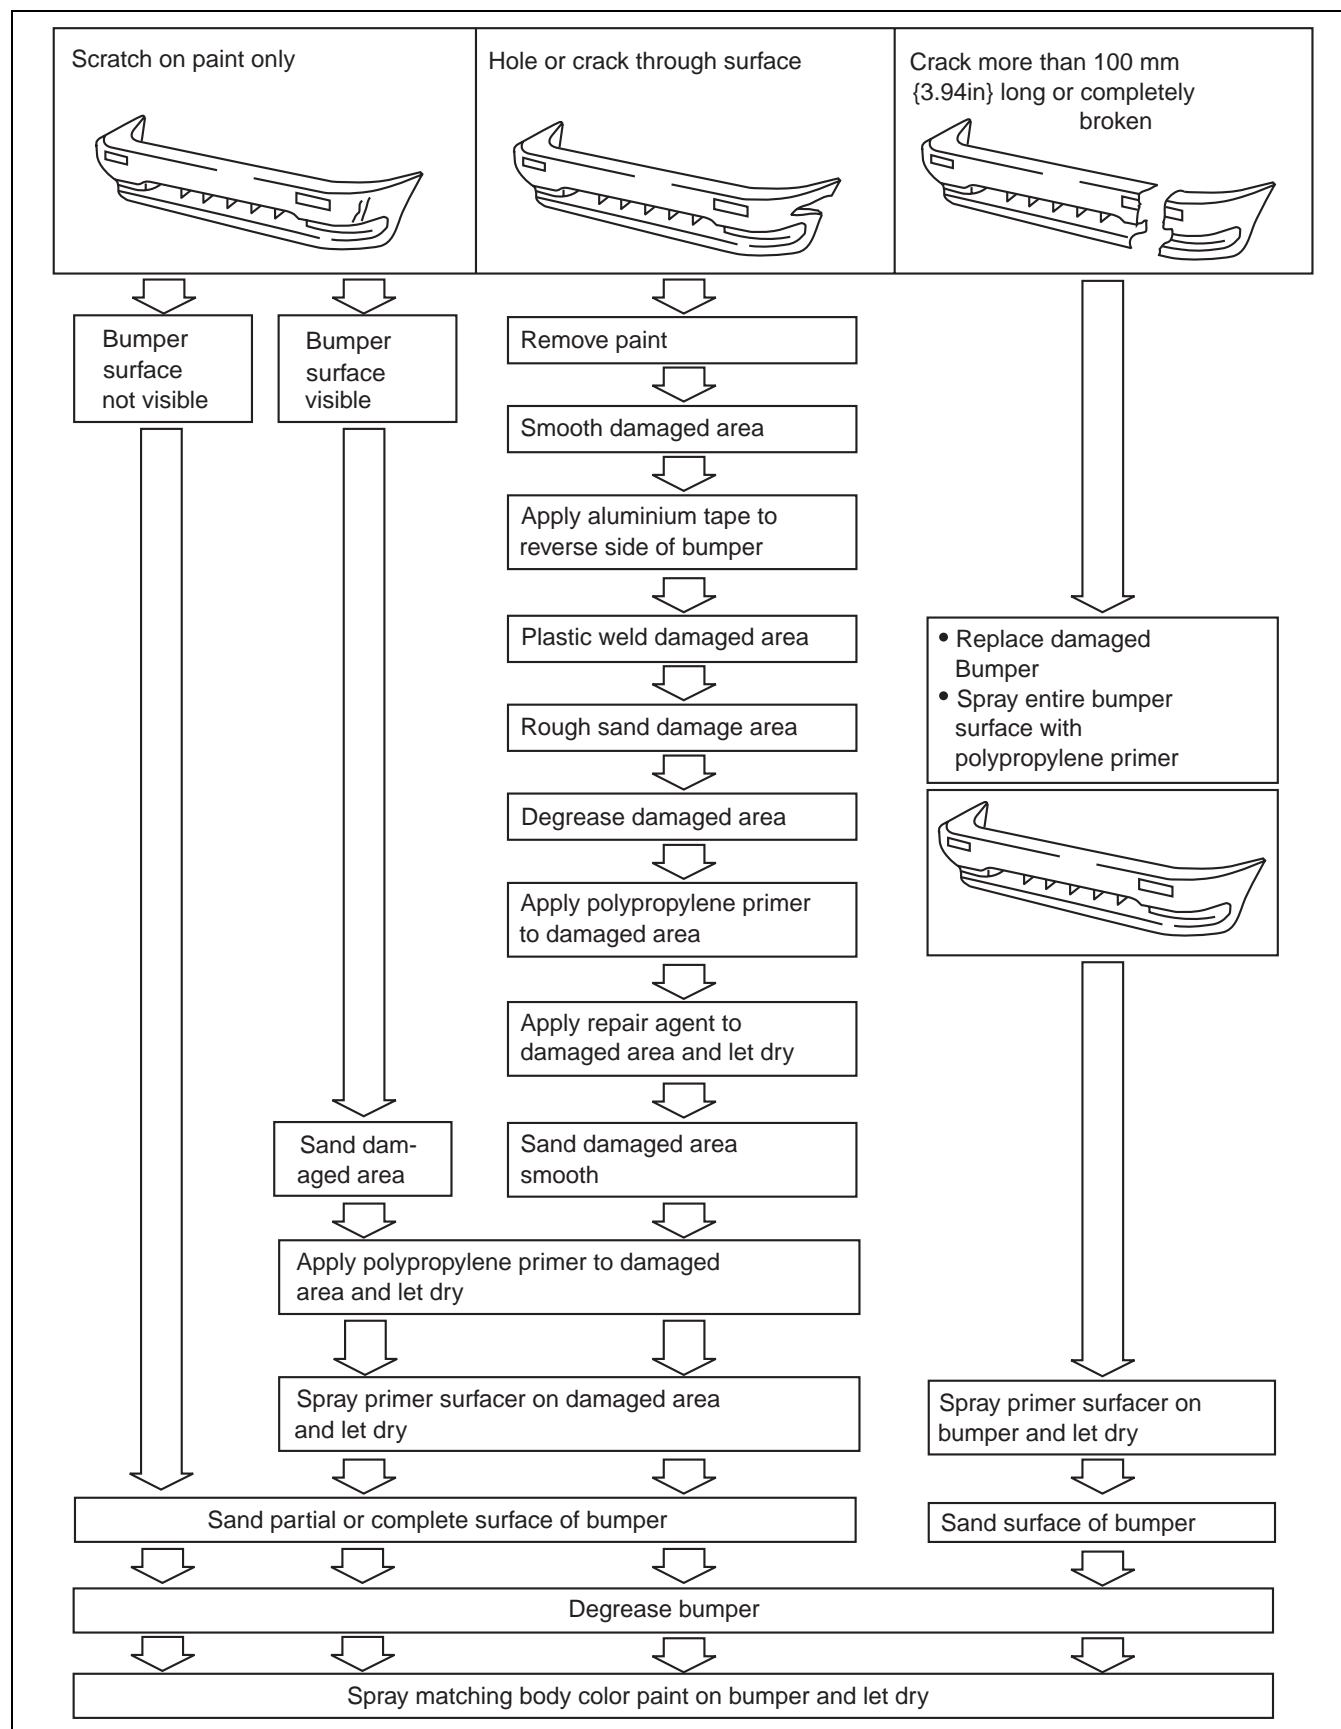 Scratch on paint only
Hole or crack through surface
Crack more than 100 mm
{3.94in} long or completely
broken
Bumper
surface
not visible
Bumper
surface
visible
Remove paint
Smooth damaged area
Apply aluminium tape to
reverse side of bumper
Plastic weld damaged area
Rough sand damage area
Degrease damaged area
Apply polypropylene primer
to damaged area
Apply repair agent to
damaged area and let dry
• Replace damaged
Bumper
• Spray entire bumper
surface with
polypropylene primer
Sand dam-
aged area
Sand damaged area
smooth
Apply polypropylene primer to damaged
area and let dry
Spray primer surfacer on damaged area
and let dry
Spray primer surfacer on
bumper and let dry
Sand partial or complete surface of bumper
Sand surface of bumper
Degrease bumper
Spray matching body color paint on bumper and let dry